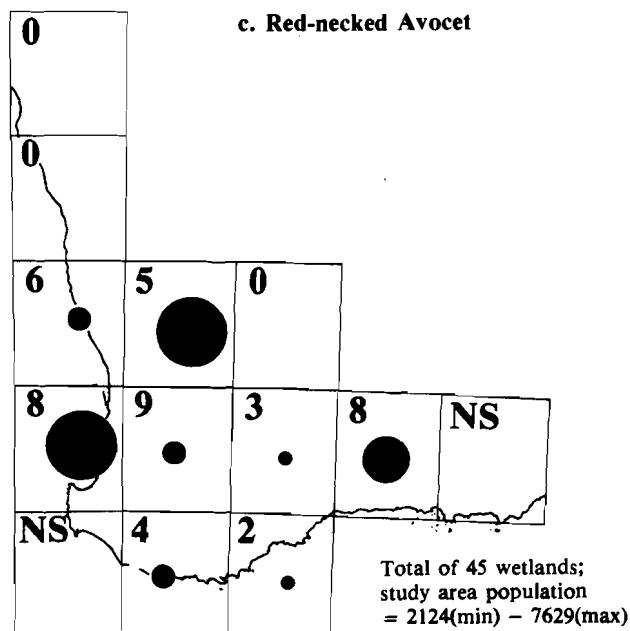 c. Red-necked Avocet
0
0
6 5 0
8 9 3 8 NS
NS 4 2
Total of 45 wetlands;
study area population
= 2124(min) – 7629(max)